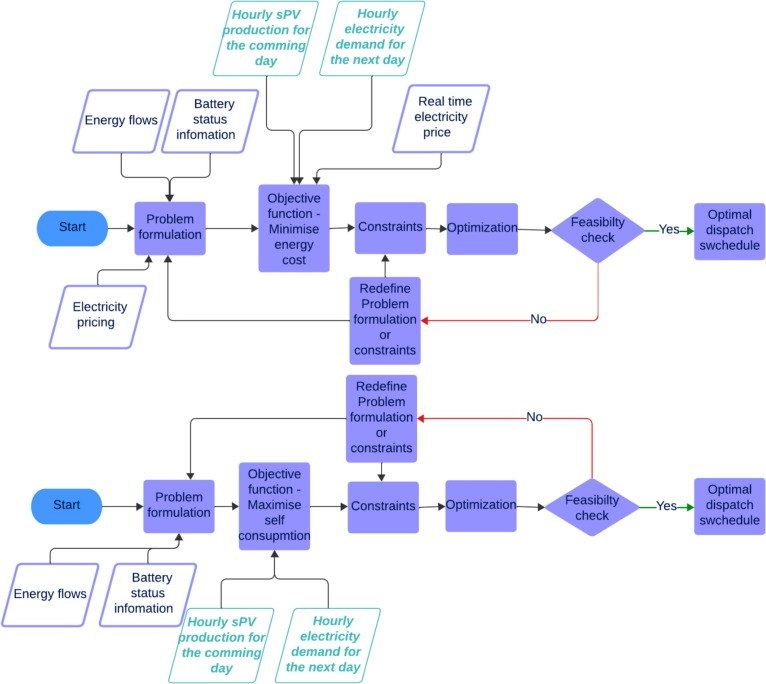 Hourly sPV
production for
the comming
day
Hourly
electricity
demand for
the next day
Energy flows
Battery
status
infomation
Real time
electricity
price
Start
Problem
formulation
Objective
function -
Minimise
energy
cost
Constraints
Optimization
Feasibilty
check
Yes
Optimal
dispatch
swchedule
Electricity
pricing
Redefine
Problem
formulation
or
constraints
No
Redefine
Problem
formulation
or
constraints
No
Start
Problem
formulation
Objective
function -
Maximise
self
consupmtion
Constraints
Optimization
Feasibilty
check
Yes
Optimal
dispatch
swchedule
Energy flows
Battery
status
infomation
Hourly sPV
production for
the comming
day
Hourly
electricity
demand for
the next day